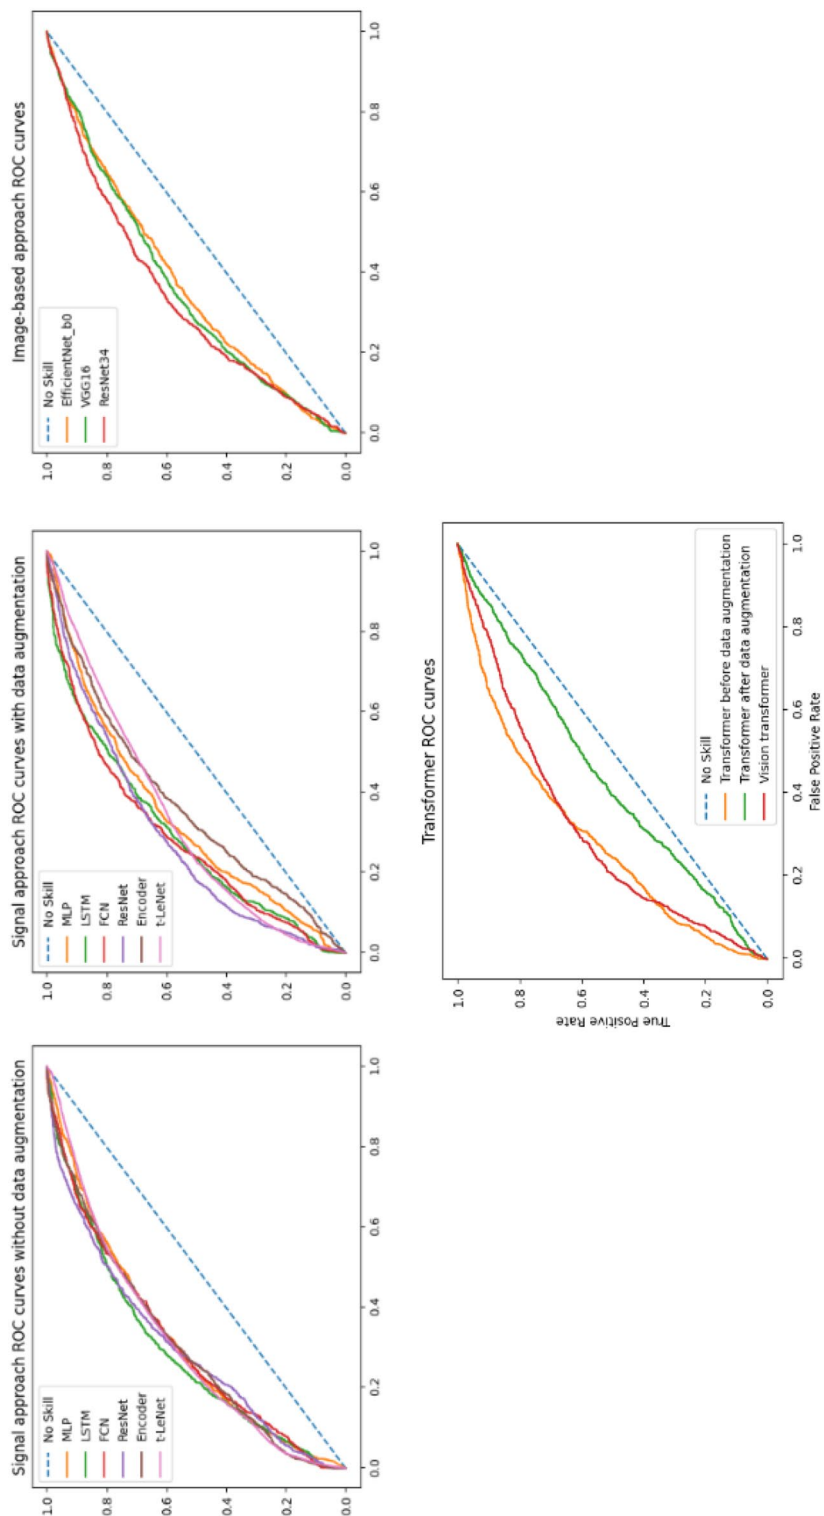 Signal approach ROC curves without data augmentation
1.0
0.8
0.6
0.4
0.2
0.0
No Skill
MLP
LSTM
FCN
ResNet
Encoder
t-LeNet
0.0
0.2
0.4
0.6
0.8
1.0
Signal approach ROC curves with data augmentation
1.0
0.8
0.6
0.4
0.2
0.0
No Skill
MLP
LSTM
FCN
ResNet
Encoder
t-LeNet
0.0
0.2
0.4
0.6
0.8
1.0
Image-based approach ROC curves
1.0
0.8
0.6
0.4
0.2
0.0
No Skill
EfficientNet_b0
VGG16
ResNet34
0.0
0.2
0.4
0.6
0.8
1.0
Transformer ROC curves
True Positive Rate
1.0
0.8
0.6
0.4
0.2
0.0
No Skill
Transformer before data augmentation
Transformer after data augmentation
Vision transformer
0.0
0.2
0.4
0.6
0.8
1.0
False Positive Rate